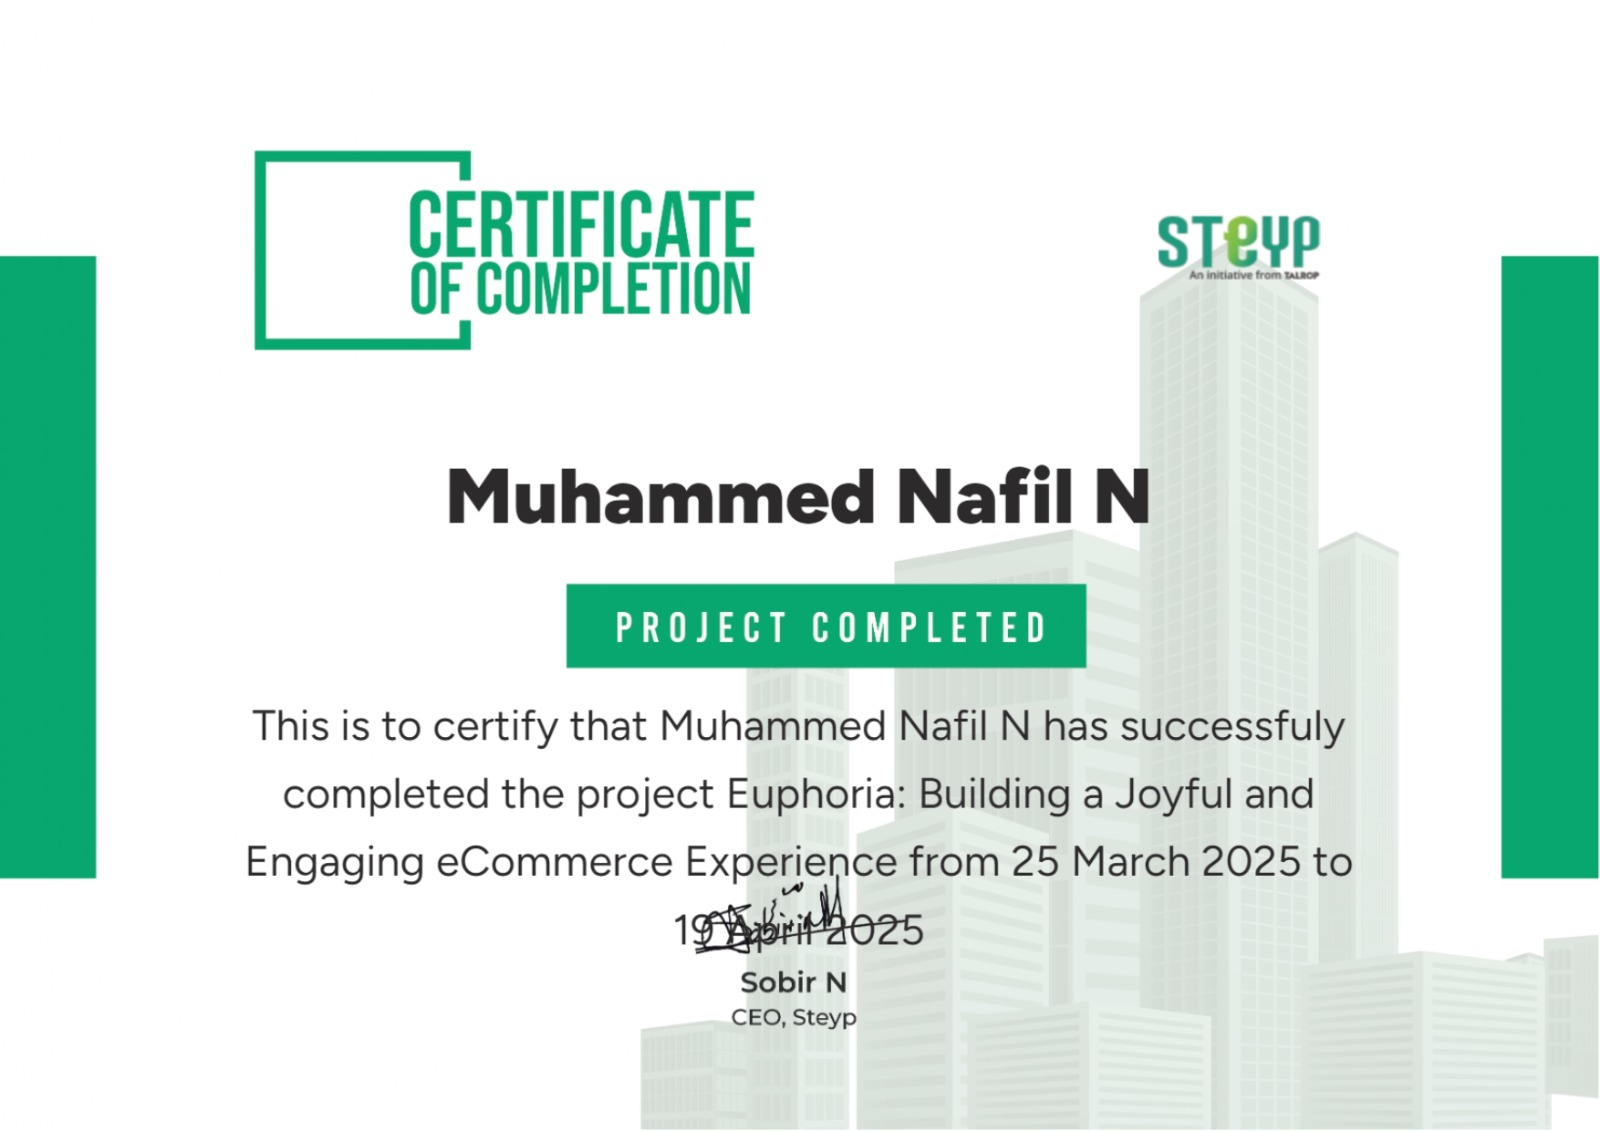 CERTIFICATE
OF COMPLETION
STeYP
An initiative from TALROP
Muhammed Nafil N
PROJECT COMPLETED
This is to certify that Muhammed Nafil N has successfuly
completed the project Euphoria: Building a Joyful and
Engaging eCommerce Experience from 25 March 2025 to
19 April 2025
Sobir N
CEO, Steyp